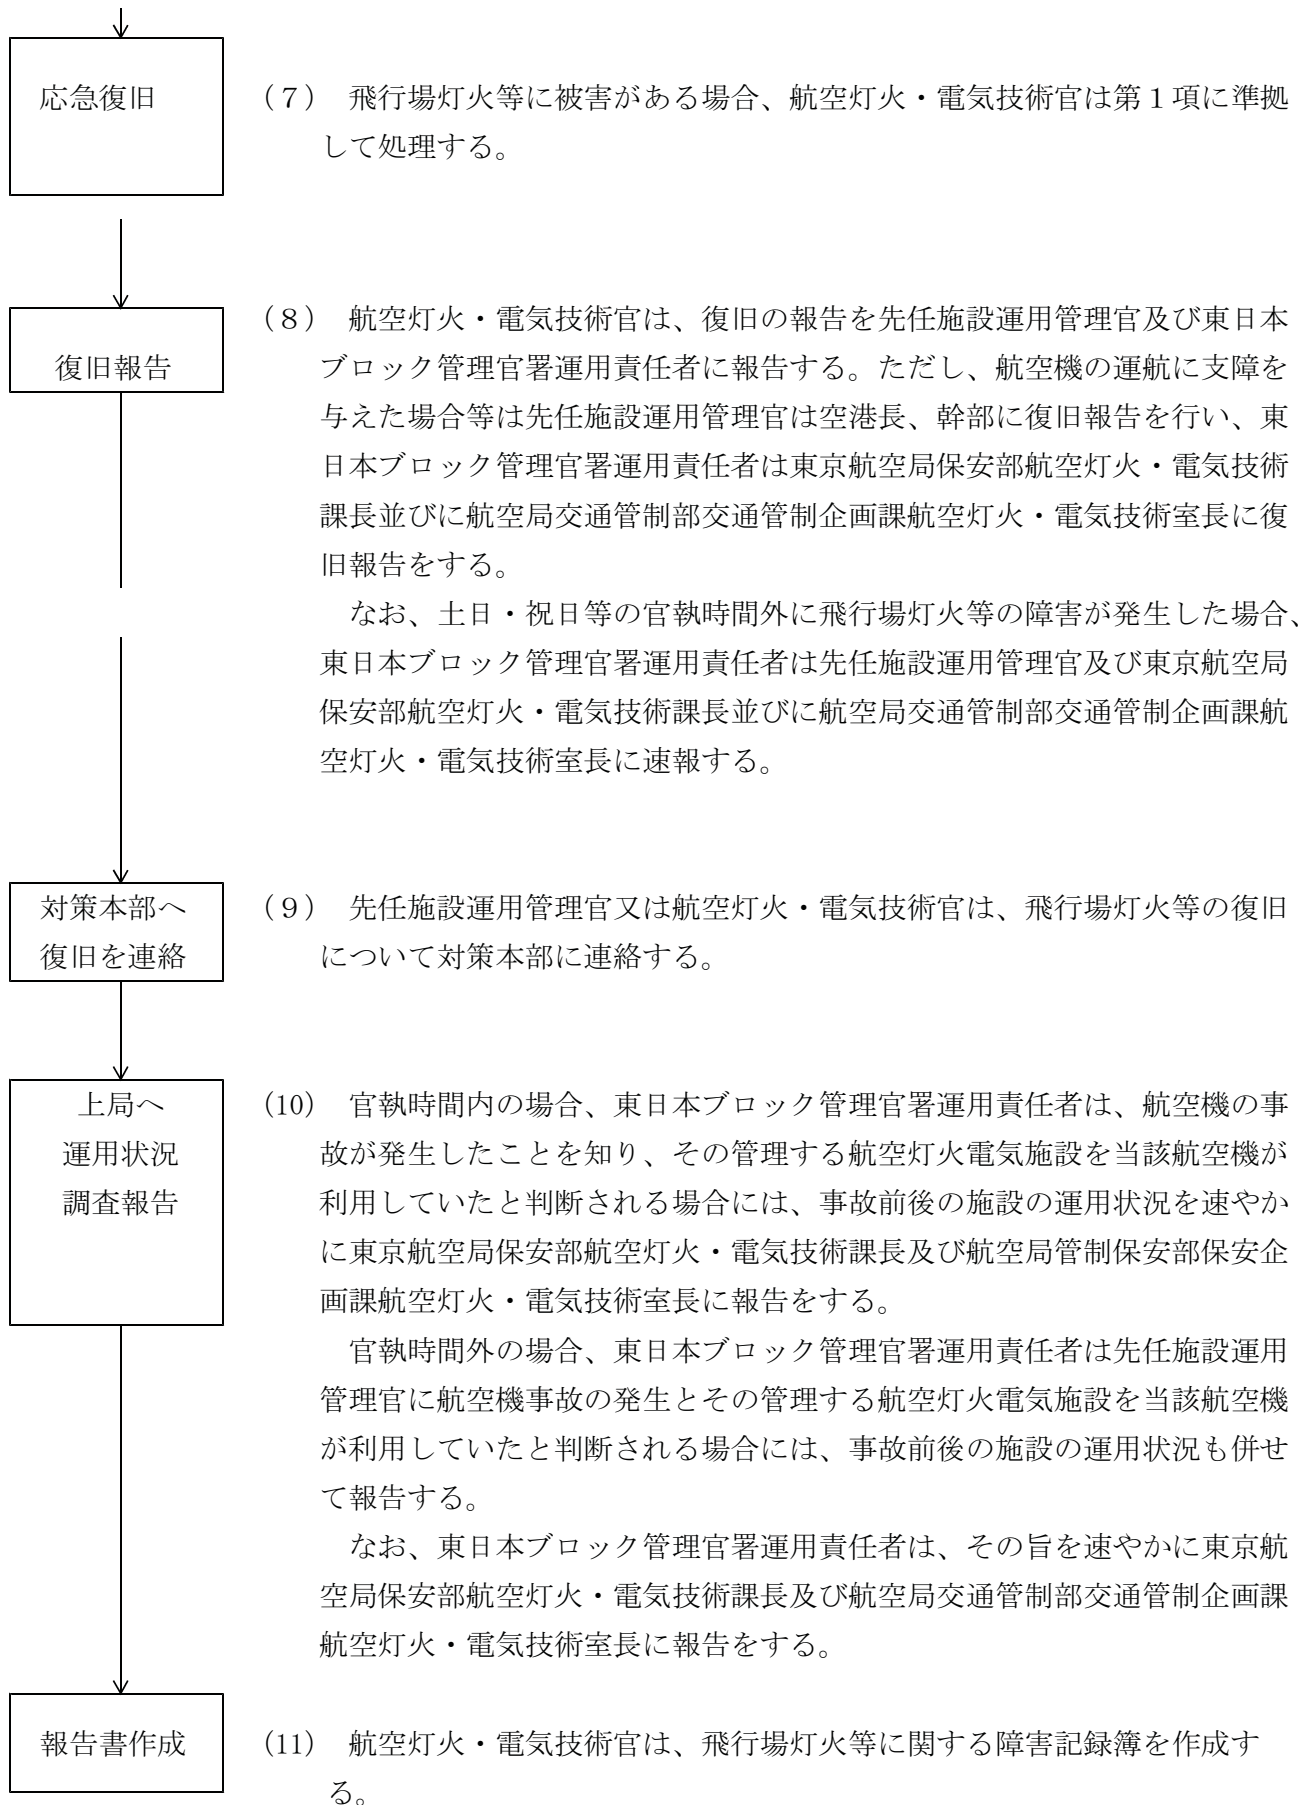 応急復旧
（７） 飛行場灯火等に被害がある場合、航空灯火・電気技術官は第１項に準拠
して処理する。
復旧報告
（８） 航空灯火・電気技術官は、復旧の報告を先任施設運用管理官及び東日本
ブロック管理官署運用責任者に報告する。ただし、航空機の運航に支障を
与えた場合等は先任施設運用管理官は空港長、幹部に復旧報告を行い、東
日本ブロック管理官署運用責任者は東京航空局保安部航空灯火・電気技術
課長並びに航空局交通管制部交通管制企画課航空灯火・電気技術室長に復
旧報告をする。
なお、土日・祝日等の官執時間外に飛行場灯火等の障害が発生した場合、
東日本ブロック管理官署運用責任者は先任施設運用管理官及び東京航空局
保安部航空灯火・電気技術課長並びに航空局交通管制部交通管制企画課航
空灯火・電気技術室長に速報する。
対策本部へ
復旧を連絡
（９） 先任施設運用管理官又は航空灯火・電気技術官は、飛行場灯火等の復旧
について対策本部に連絡する。
上局へ
運用状況
調査報告
(10) 官執時間内の場合、東日本ブロック管理官署運用責任者は、航空機の事
故が発生したことを知り、その管理する航空灯火電気施設を当該航空機が
利用していたと判断される場合には、事故前後の施設の運用状況を速やか
に東京航空局保安部航空灯火・電気技術課長及び航空局管制保安部保安企
画課航空灯火・電気技術室長に報告をする。
官執時間外の場合、東日本ブロック管理官署運用責任者は先任施設運用
管理官に航空機事故の発生とその管理する航空灯火電気施設を当該航空機
が利用していたと判断される場合には、事故前後の施設の運用状況も併せ
て報告する。
なお、東日本ブロック管理官署運用責任者は、その旨を速やかに東京航
空局保安部航空灯火・電気技術課長及び航空局交通管制部交通管制企画課
航空灯火・電気技術室長に報告をする。
報告書作成
(11) 航空灯火・電気技術官は、飛行場灯火等に関する障害記録簿を作成す
る。